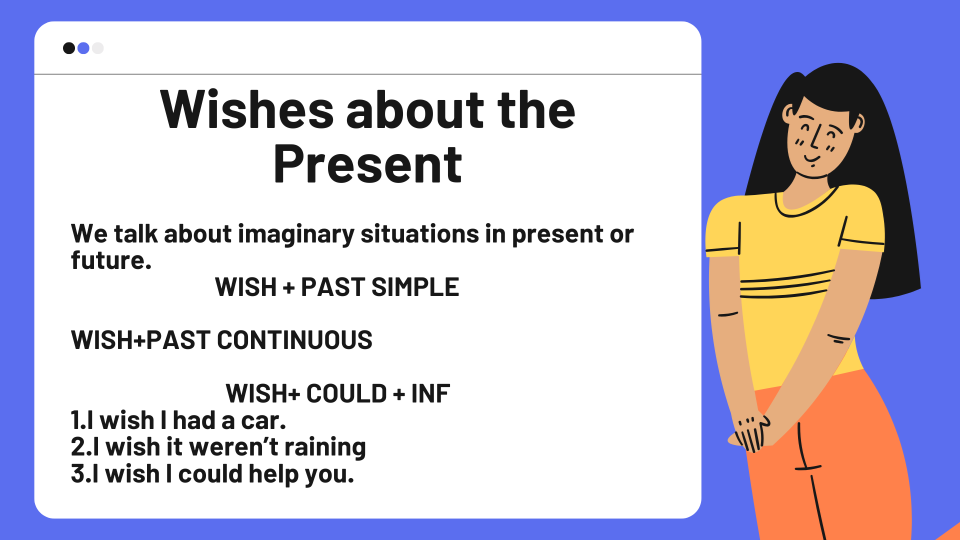 Wishes about the
Present
We talk about imaginary situations in present or
future.
WISH + PAST SIMPLE
WISH+PAST CONTINUOUS
WISH+ COULD + INF
1.I wish I had a car.
2.I wish it weren’t raining
3.I wish I could help you.